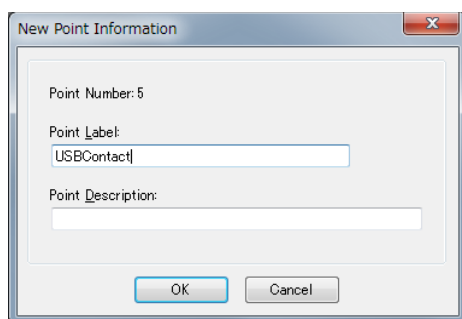 New Point Information
Point Number: 5
Point Label:
USBContact
Point Description:
OK
Cancel